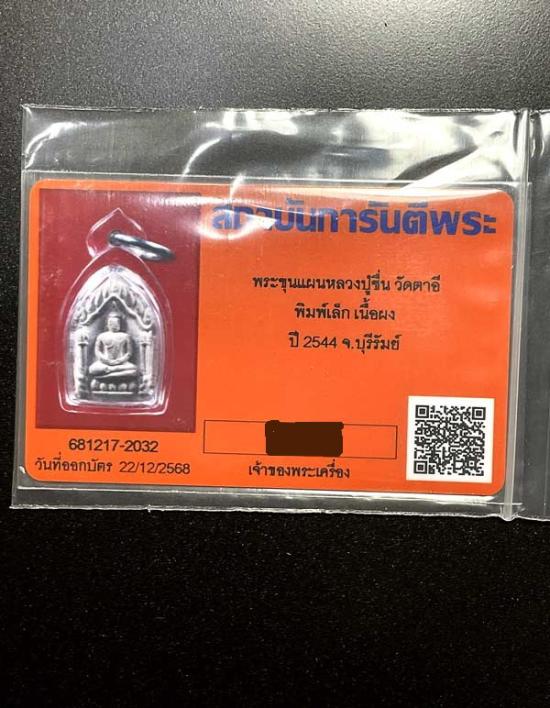 สถาบันการันตีพระ
พระขุนแผนหลวงปู่ชื่น วัดตาอี
พิมพ์เล็ก เนื้อผง
ปี 2544 จ.บุรีรัมย์
681217-2032
วันที่ออกบัตร 22/12/2568
เจ้าของพระเครื่อง